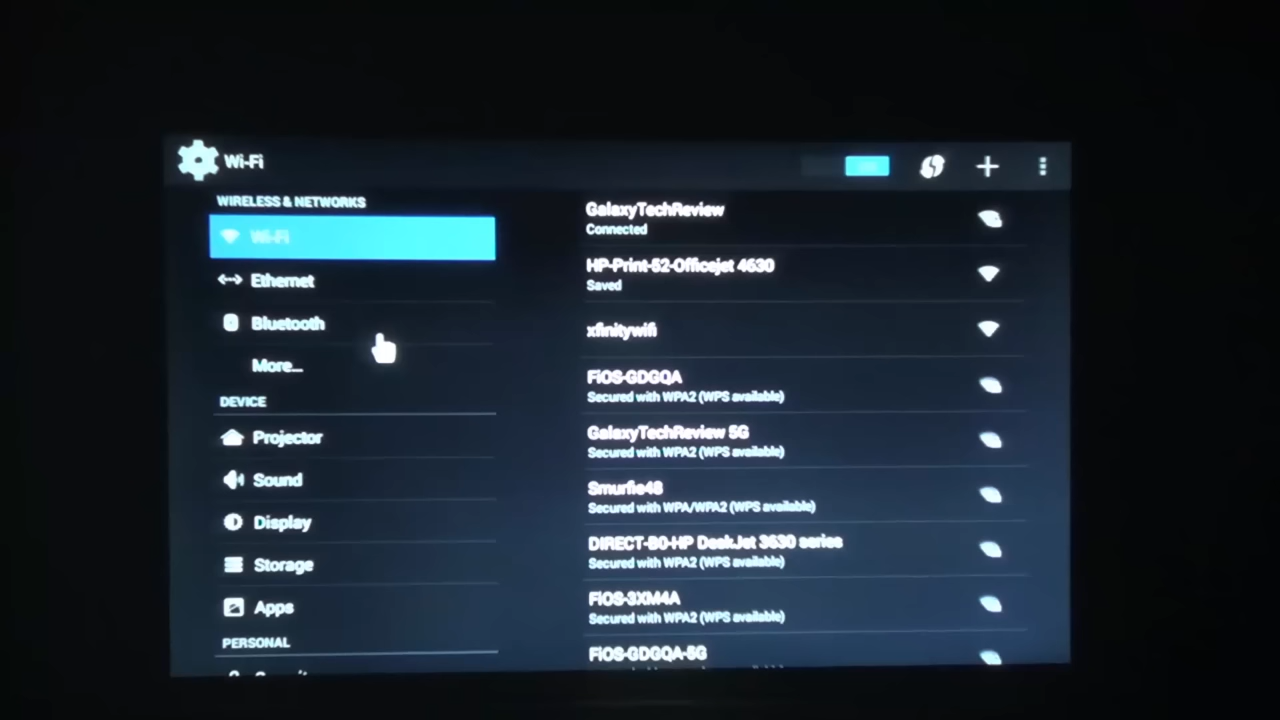 Wi-Fi
WIRELESS & NETWORKS
Wi-Fi
Ethernet
Bluetooth
More...
DEVICE
Projector
Sound
Display
Storage
Apps
PERSONAL
GalaxyTechReview
Connected
HP-Print-52-Officejet 4630
Saved
xfinitywifi
FiOS-GDGQA
Secured with WPA2 (WPS available)
GalaxyTechReview 5G
Secured with WPA2 (WPS available)
Smurfie48
Secured with WPA/WPA2 (WPS available)
DIRECT-B0-HP DeskJet 3630 series
Secured with WPA2 (WPS available)
FiOS-3XM4A
Secured with WPA2 (WPS available)
FiOS-GDGQA-5G